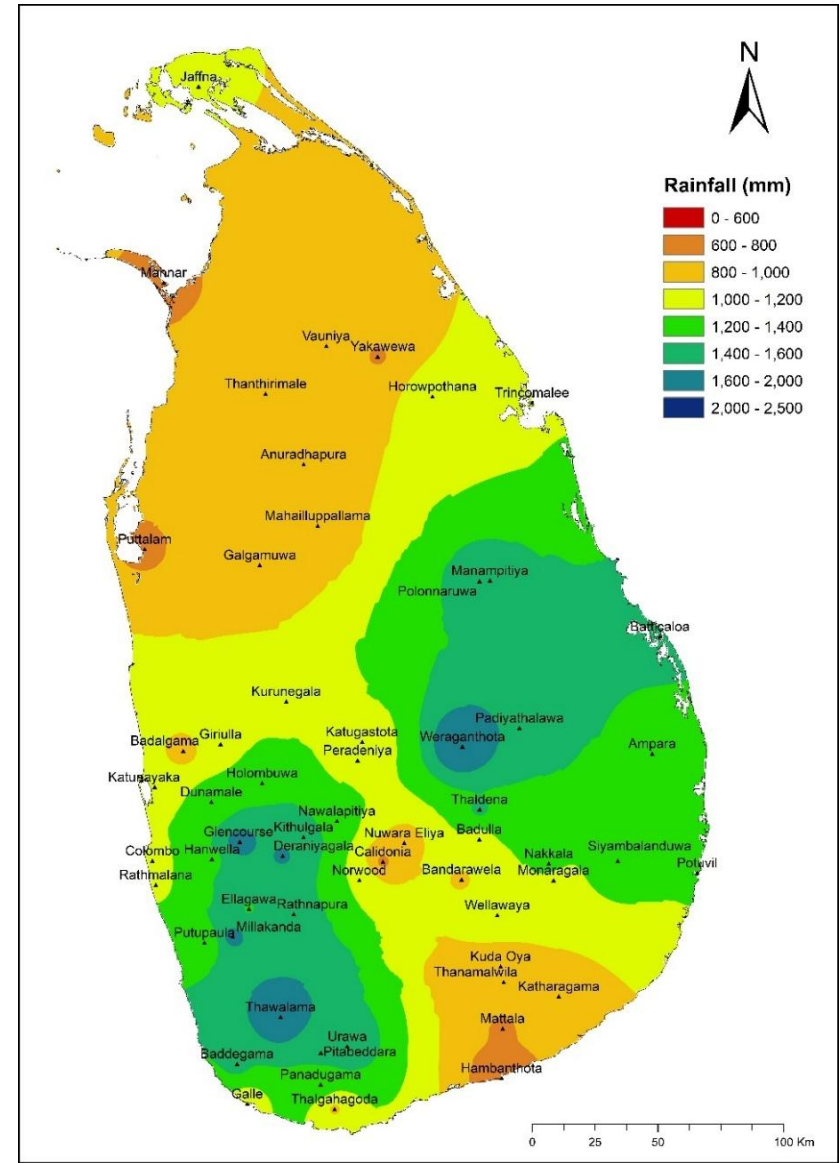 Jaffna
N
Rainfall (mm)
0 - 600
600 - 800
800 - 1,000
1,000 - 1,200
1,200 - 1,400
1,400 - 1,600
1,600 - 2,000
2,000 - 2,500
Mannar
Vauniya
Yakawewa
Thanthirimale
Horowpothana
Trincomalee
Anuradhapura
Mahailluppallama
Puttalam
Galgamuwa
Manampitiya
Polonnaruwa
Batticaloa
Kurunegala
Padiyathalawa
Katugastota
Giriulla
Badalgama
Weraganthota
Ampara
Peradeniya
Katunayaka
Holombuwa
Dunamale
Thaldena
Nawalapitiya
Glencourse
Kithulgala
Nuwara Eliya
Badulla
Colombo
Hanwella
Deraniyagala
Calidonia
Nakkala
Siyambalanduwa
Potuvil
Rathmalana
Norwood
Bandarawela
Monaragala
Ellagawa
Rathnapura
Wellawaya
Putupaula
Millakanda
Kuda Oya
Thanamalwila
Katharagama
Thawalama
Mattala
Urawa
Baddegama
Pitabeddara
Hambanthota
Panadugama
Galle
Thalgahagoda
0 25 50 100 Km